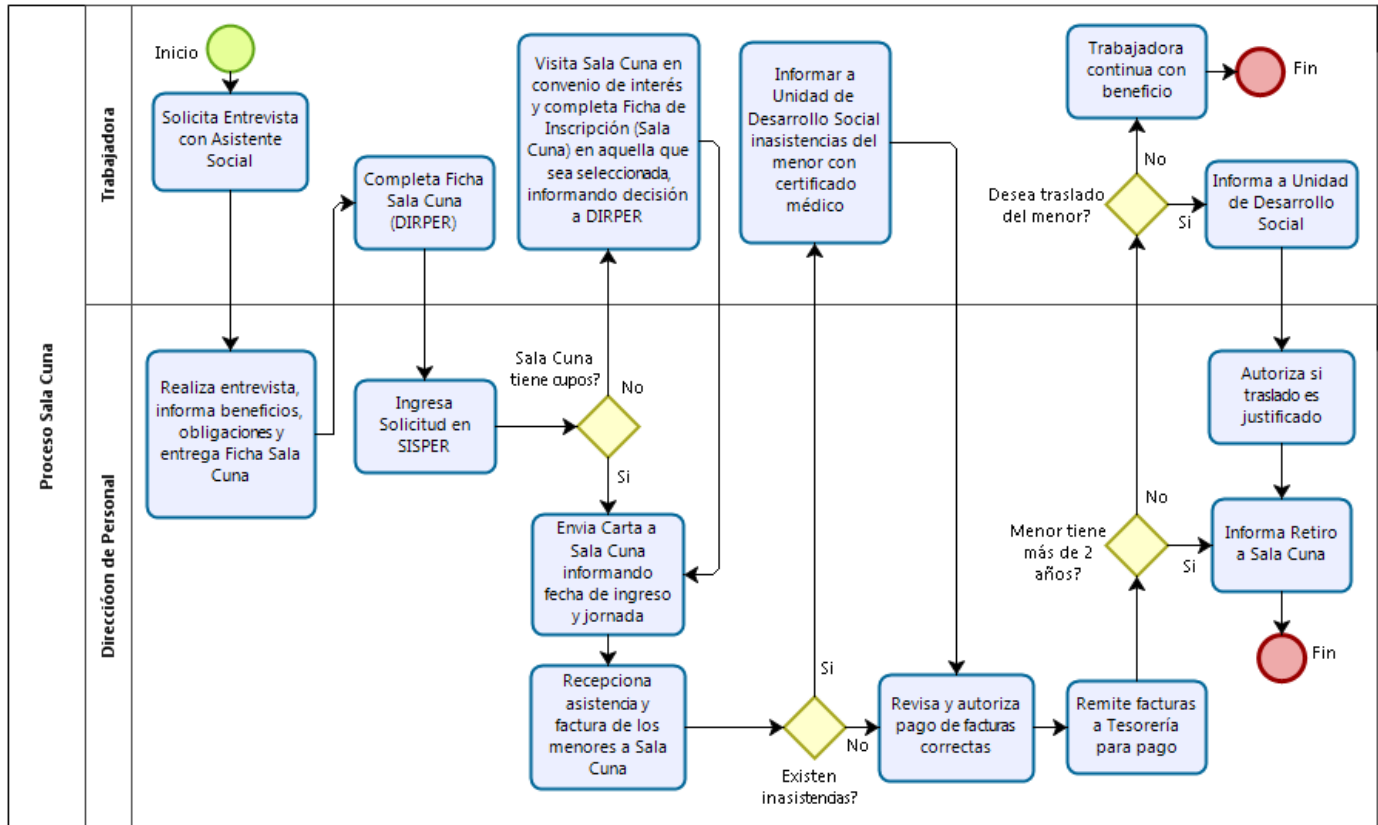 Proceso Sala Cuna
Trabajadora
Inicio
Solicita Entrevista
con Asistente
Social
Completa Ficha
Sala Cuna
(DIRPER)
Visita Sala Cuna en
convenio de interés
y completa Ficha de
Inscripción (Sala
Cuna) en aquella que
sea seleccionada,
informando decisión
a DIRPER
Informar a
Unidad de
Desarrollo Social
inasistencias del
menor con
certificado
médico
Trabajadora
continua con
beneficio
Fin
No
Desea traslado
del menor?
Si
Informa a Unidad
de Desarrollo
Social
Direccióon de Personal
Realiza entrevista,
informa beneficios,
obligaciones y
entrega Ficha Sala
Cuna
Ingresa
Solicitud en
SISPER
Sala Cuna
tiene cupos?
No
Si
Envia Carta a
Sala Cuna
informando
fecha de ingreso
y jornada
Recepciona
asistencia y
factura de los
menores a Sala
Cuna
Si
No
Existen
inasistencias?
Revisa y autoriza
pago de facturas
correctas
Remite facturas
a Tesorería
para pago
No
Menor tiene
más de 2
años?
Si
Autoriza si
traslado es
justificado
Informa Retiro
a Sala Cuna
Fin